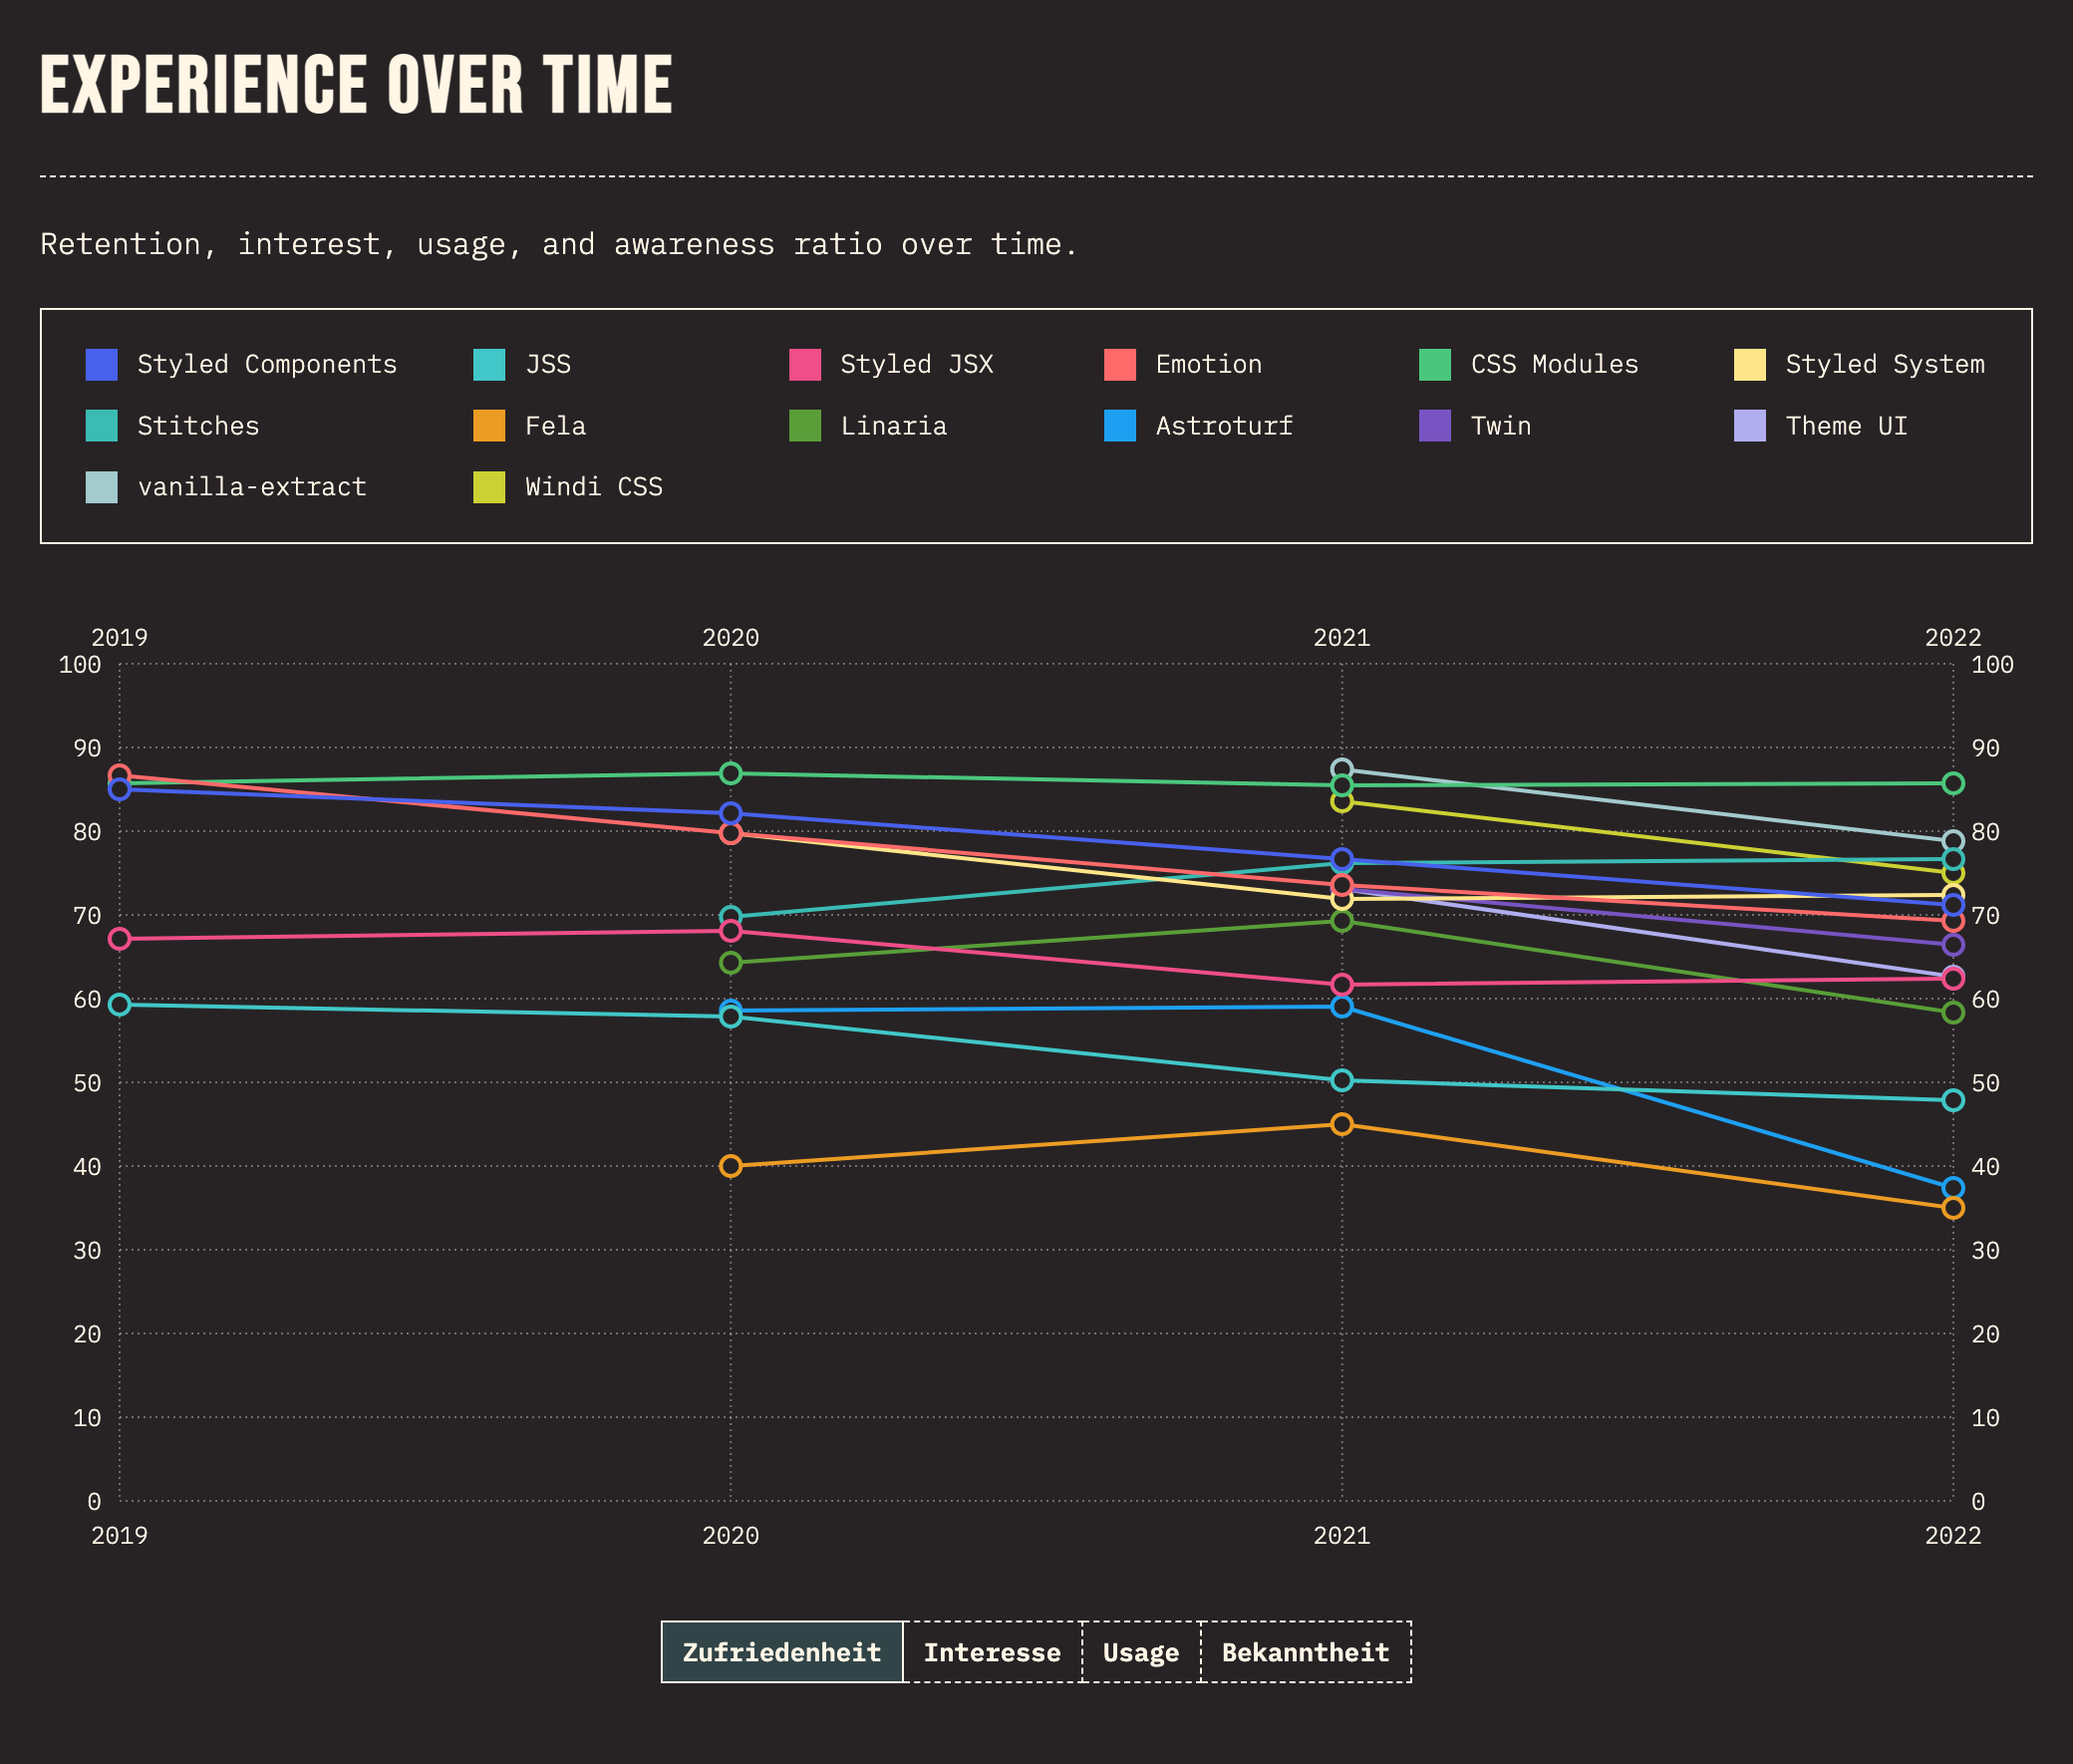 EXPERIENCE OVER TIME
Retention, interest, usage, and awareness ratio over time.
Styled Components JSS Styled JSX Emotion CSS Modules Styled System
Stitches Fela Linaria Astroturf Twin Theme UI
vanilla-extract Windi CSS
2019 2020 2021 2022
100 100
90 90
80 80
70 70
60 60
50 50
40 40
30 30
20 20
10 10
0 0
2019 2020 2021 2022
Zufriedenheit Interesse Usage Bekanntheit